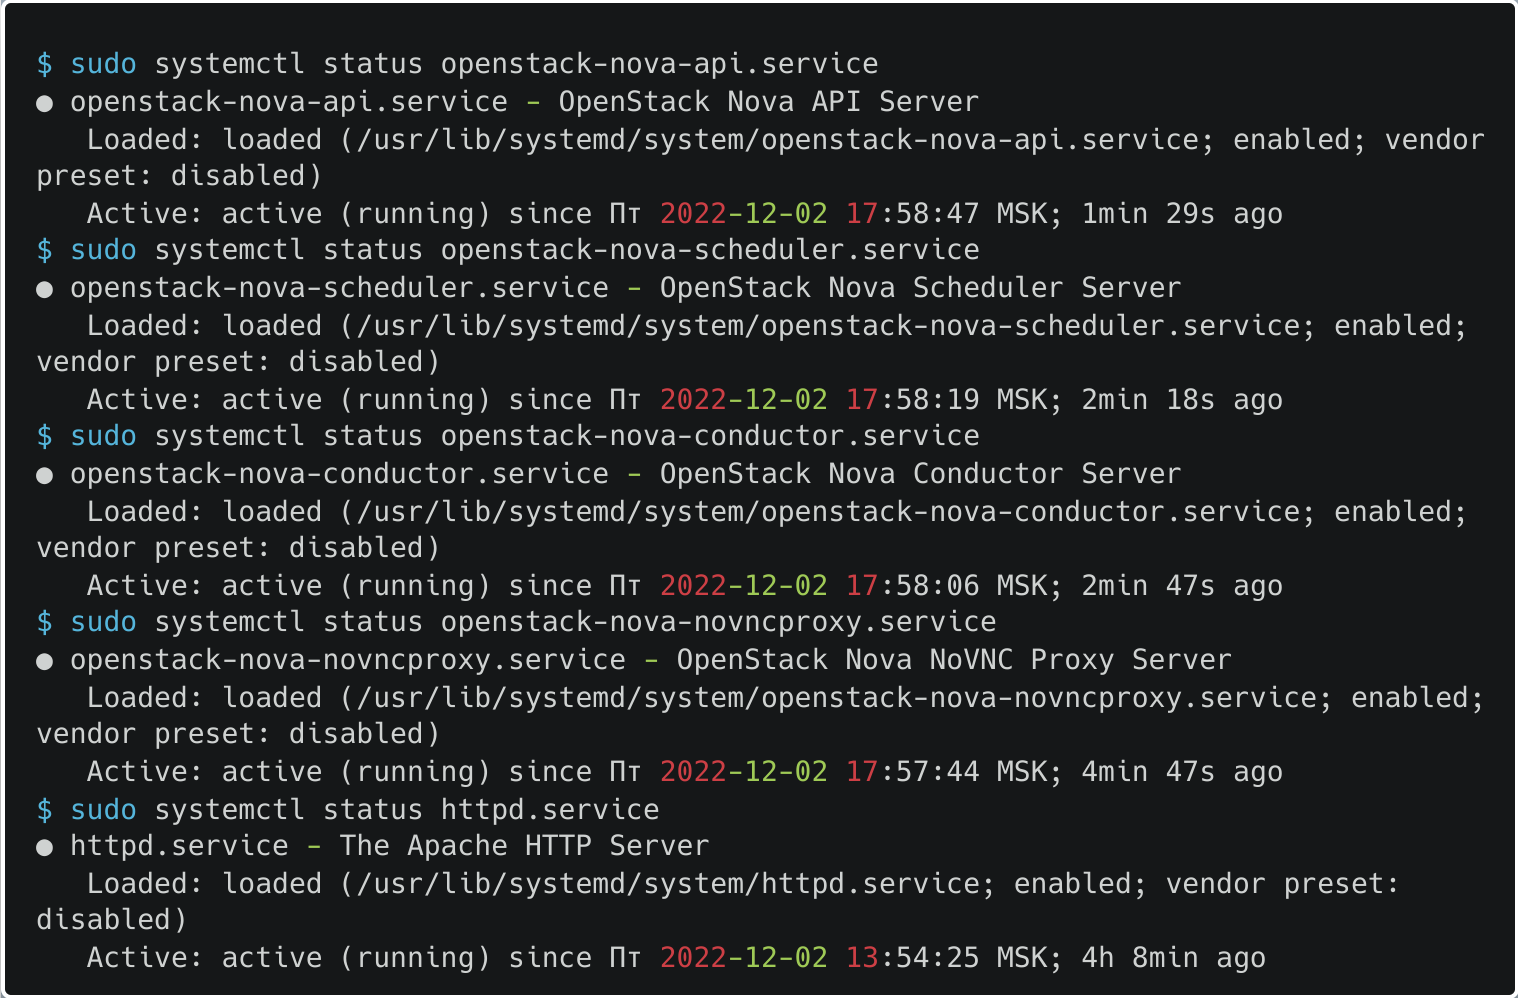 $ sudo systemctl status openstack-nova-api.service
● openstack-nova-api.service - OpenStack Nova API Server
   Loaded: loaded (/usr/lib/systemd/system/openstack-nova-api.service; enabled; vendor
preset: disabled)
   Active: active (running) since Пт 2022-12-02 17:58:47 MSK; 1min 29s ago
$ sudo systemctl status openstack-nova-scheduler.service
● openstack-nova-scheduler.service - OpenStack Nova Scheduler Server
   Loaded: loaded (/usr/lib/systemd/system/openstack-nova-scheduler.service; enabled;
vendor preset: disabled)
   Active: active (running) since Пт 2022-12-02 17:58:19 MSK; 2min 18s ago
$ sudo systemctl status openstack-nova-conductor.service
● openstack-nova-conductor.service - OpenStack Nova Conductor Server
   Loaded: loaded (/usr/lib/systemd/system/openstack-nova-conductor.service; enabled;
vendor preset: disabled)
   Active: active (running) since Пт 2022-12-02 17:58:06 MSK; 2min 47s ago
$ sudo systemctl status openstack-nova-novncproxy.service
● openstack-nova-novncproxy.service - OpenStack Nova NoVNC Proxy Server
   Loaded: loaded (/usr/lib/systemd/system/openstack-nova-novncproxy.service; enabled;
vendor preset: disabled)
   Active: active (running) since Пт 2022-12-02 17:57:44 MSK; 4min 47s ago
$ sudo systemctl status httpd.service
● httpd.service - The Apache HTTP Server
   Loaded: loaded (/usr/lib/systemd/system/httpd.service; enabled; vendor preset:
disabled)
   Active: active (running) since Пт 2022-12-02 13:54:25 MSK; 4h 8min ago